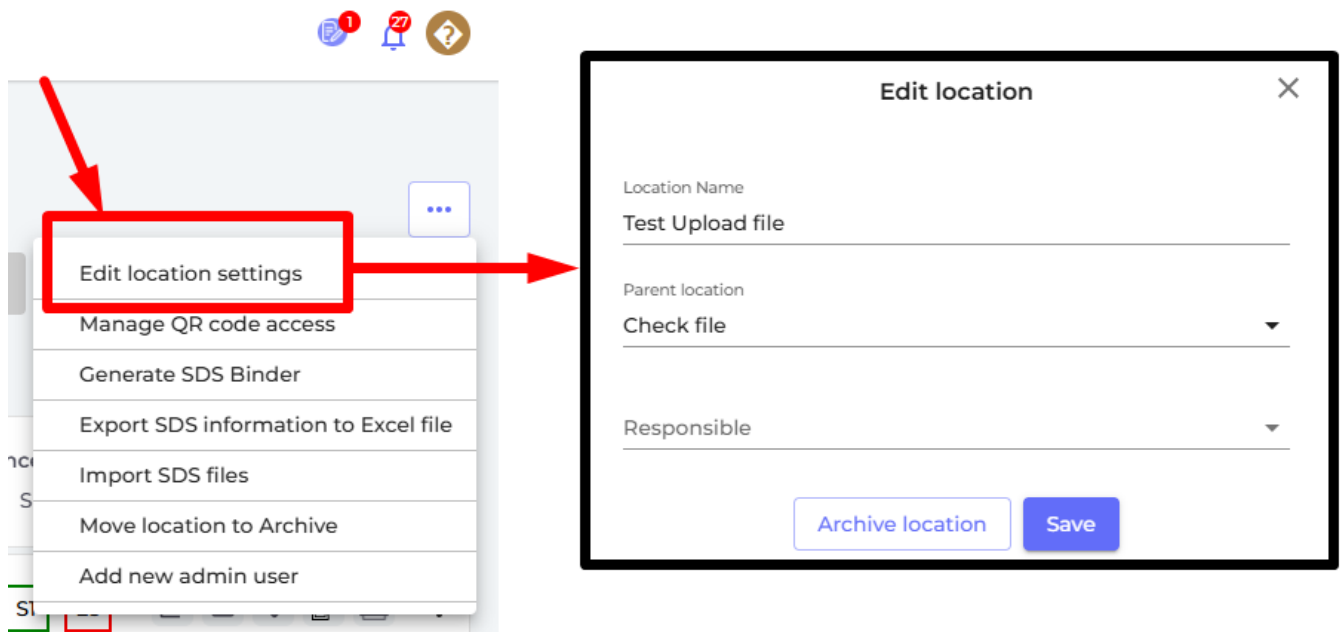 1
27
?
Edit location settings
Manage QR code access
Generate SDS Binder
Export SDS information to Excel file
Import SDS files
Move location to Archive
Add new admin user
Edit location
Location Name
Test Upload file
Parent location
Check file
Responsible
Archive location
Save